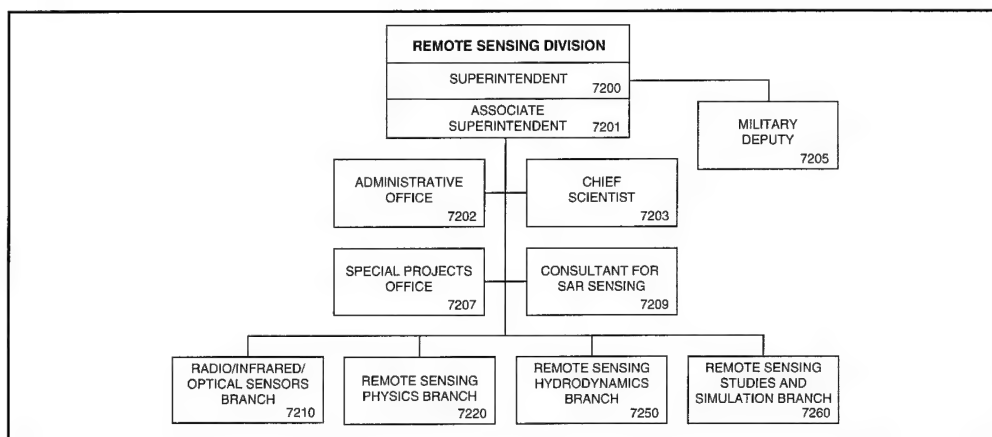 REMOTE SENSING DIVISION
SUPERINTENDENT
7200
ASSOCIATE
SUPERINTENDENT
7201
MILITARY
DEPUTY
7205
ADMINISTRATIVE
OFFICE
7202
CHIEF
SCIENTIST
7203
SPECIAL PROJECTS
OFFICE
7207
CONSULTANT FOR
SAR SENSING
7209
RADIO/INFRARED/
OPTICAL SENSORS
BRANCH
7210
REMOTE SENSING
PHYSICS BRANCH
7220
REMOTE SENSING
HYDRODYNAMICS
BRANCH
7250
REMOTE SENSING
STUDIES AND
SIMULATION BRANCH
7260